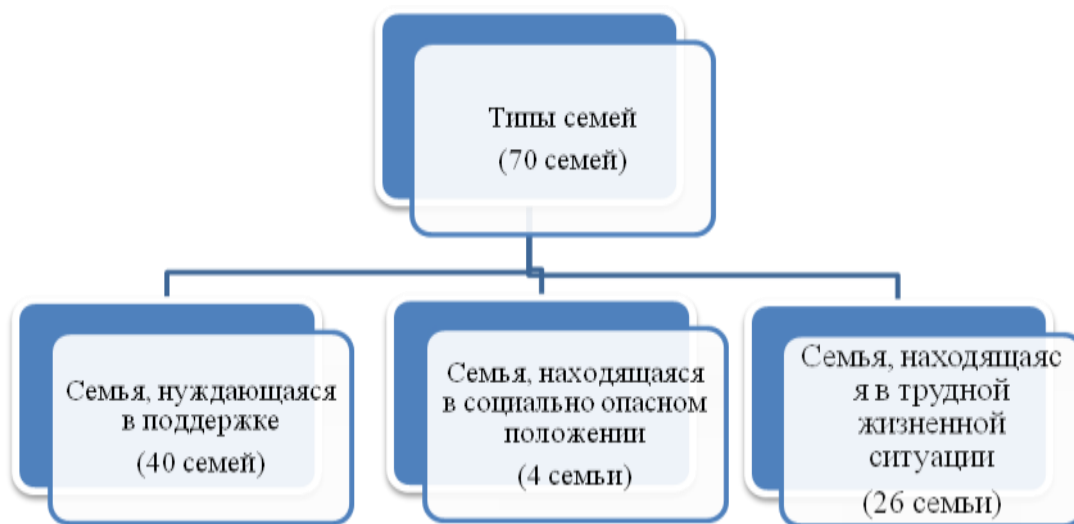 Типы семей
(70 семей)
Семья, нуждающаяся
в поддержке
(40 семей)
Семья, находящаяся
в социально опасном
положении
(4 семьи)
Семья, находящаяс
я в трудной
жизненной
ситуации
(26 семьи)